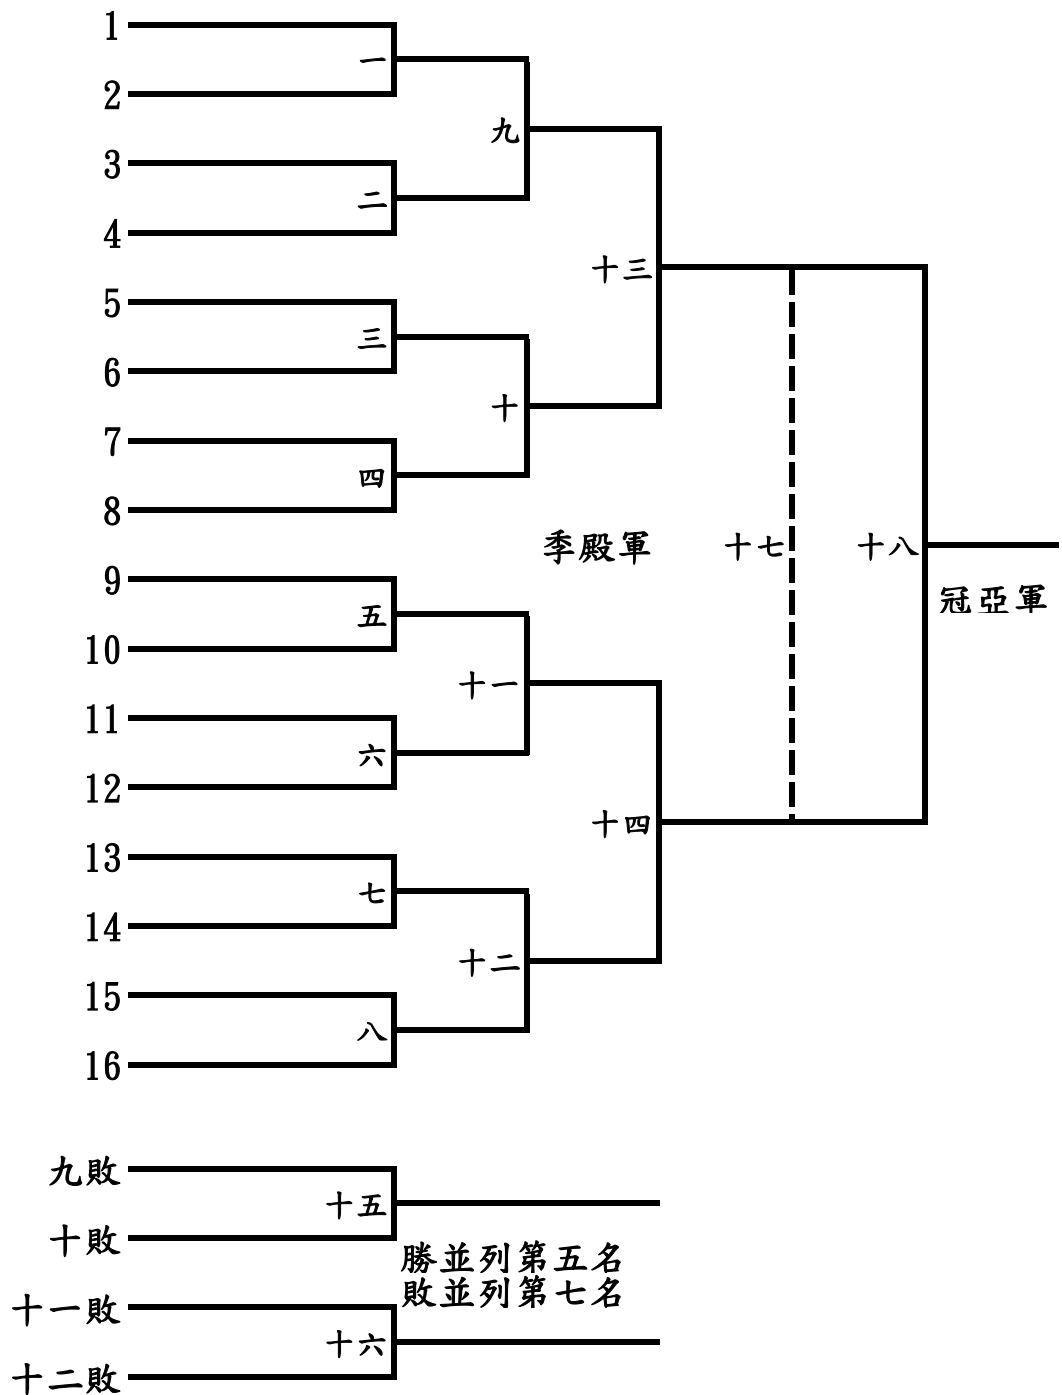 1
一
2
九
3
二
4
十三
5
三
6
十
7
四
8
季殿軍
十七
十八
9
冠亞軍
五
10
十一
11
六
12
十四
13
七
14
十二
15
八
16
九敗
十五
十敗
勝並列第五名
敗並列第七名
十一敗
十六
十二敗